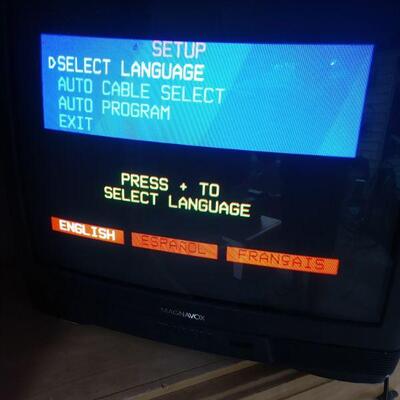 SETUP
▷SELECT LANGUAGE
AUTO CABLE SELECT
AUTO PROGRAM
EXIT
PRESS + TO
SELECT LANGUAGE
ENGLISH ESPAÑOL FRANÇAIS
MAGNAVOX